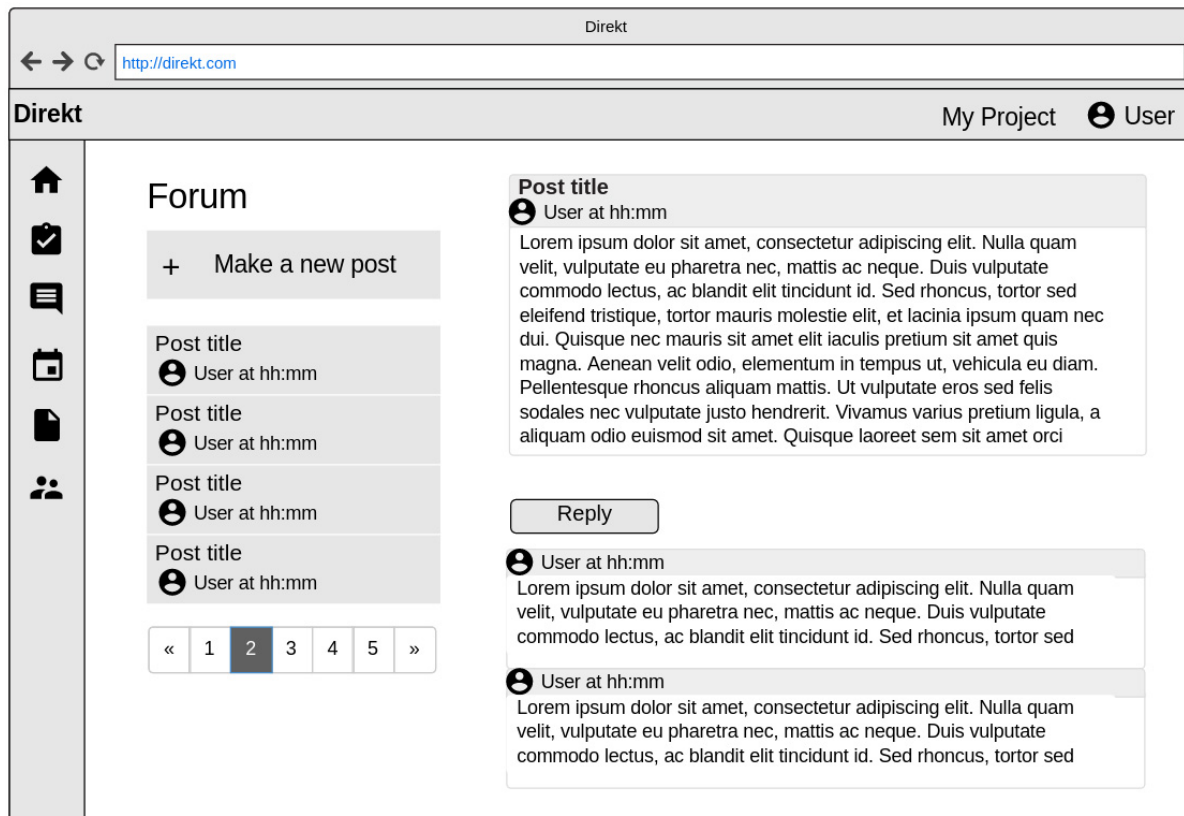 Direkt
http://direkt.com
Direkt
My Project
User
Forum
+ Make a new post
Post title
User at hh:mm
Post title
User at hh:mm
Post title
User at hh:mm
Post title
User at hh:mm
« 1 2 3 4 5 »
Post title
User at hh:mm
Lorem ipsum dolor sit amet, consectetur adipiscing elit. Nulla quam
velit, vulputate eu pharetra nec, mattis ac neque. Duis vulputate
commodo lectus, ac blandit elit tincidunt id. Sed rhoncus, tortor sed
eleifend tristique, tortor mauris molestie elit, et lacinia ipsum quam nec
dui. Quisque nec mauris sit amet elit iaculis pretium sit amet quis
magna. Aenean velit odio, elementum in tempus ut, vehicula eu diam.
Pellentesque rhoncus aliquam mattis. Ut vulputate eros sed felis
sodales nec vulputate justo hendrerit. Vivamus varius pretium ligula, a
aliquam odio euismod sit amet. Quisque laoreet sem sit amet orci
Reply
User at hh:mm
Lorem ipsum dolor sit amet, consectetur adipiscing elit. Nulla quam
velit, vulputate eu pharetra nec, mattis ac neque. Duis vulputate
commodo lectus, ac blandit elit tincidunt id. Sed rhoncus, tortor sed
User at hh:mm
Lorem ipsum dolor sit amet, consectetur adipiscing elit. Nulla quam
velit, vulputate eu pharetra nec, mattis ac neque. Duis vulputate
commodo lectus, ac blandit elit tincidunt id. Sed rhoncus, tortor sed